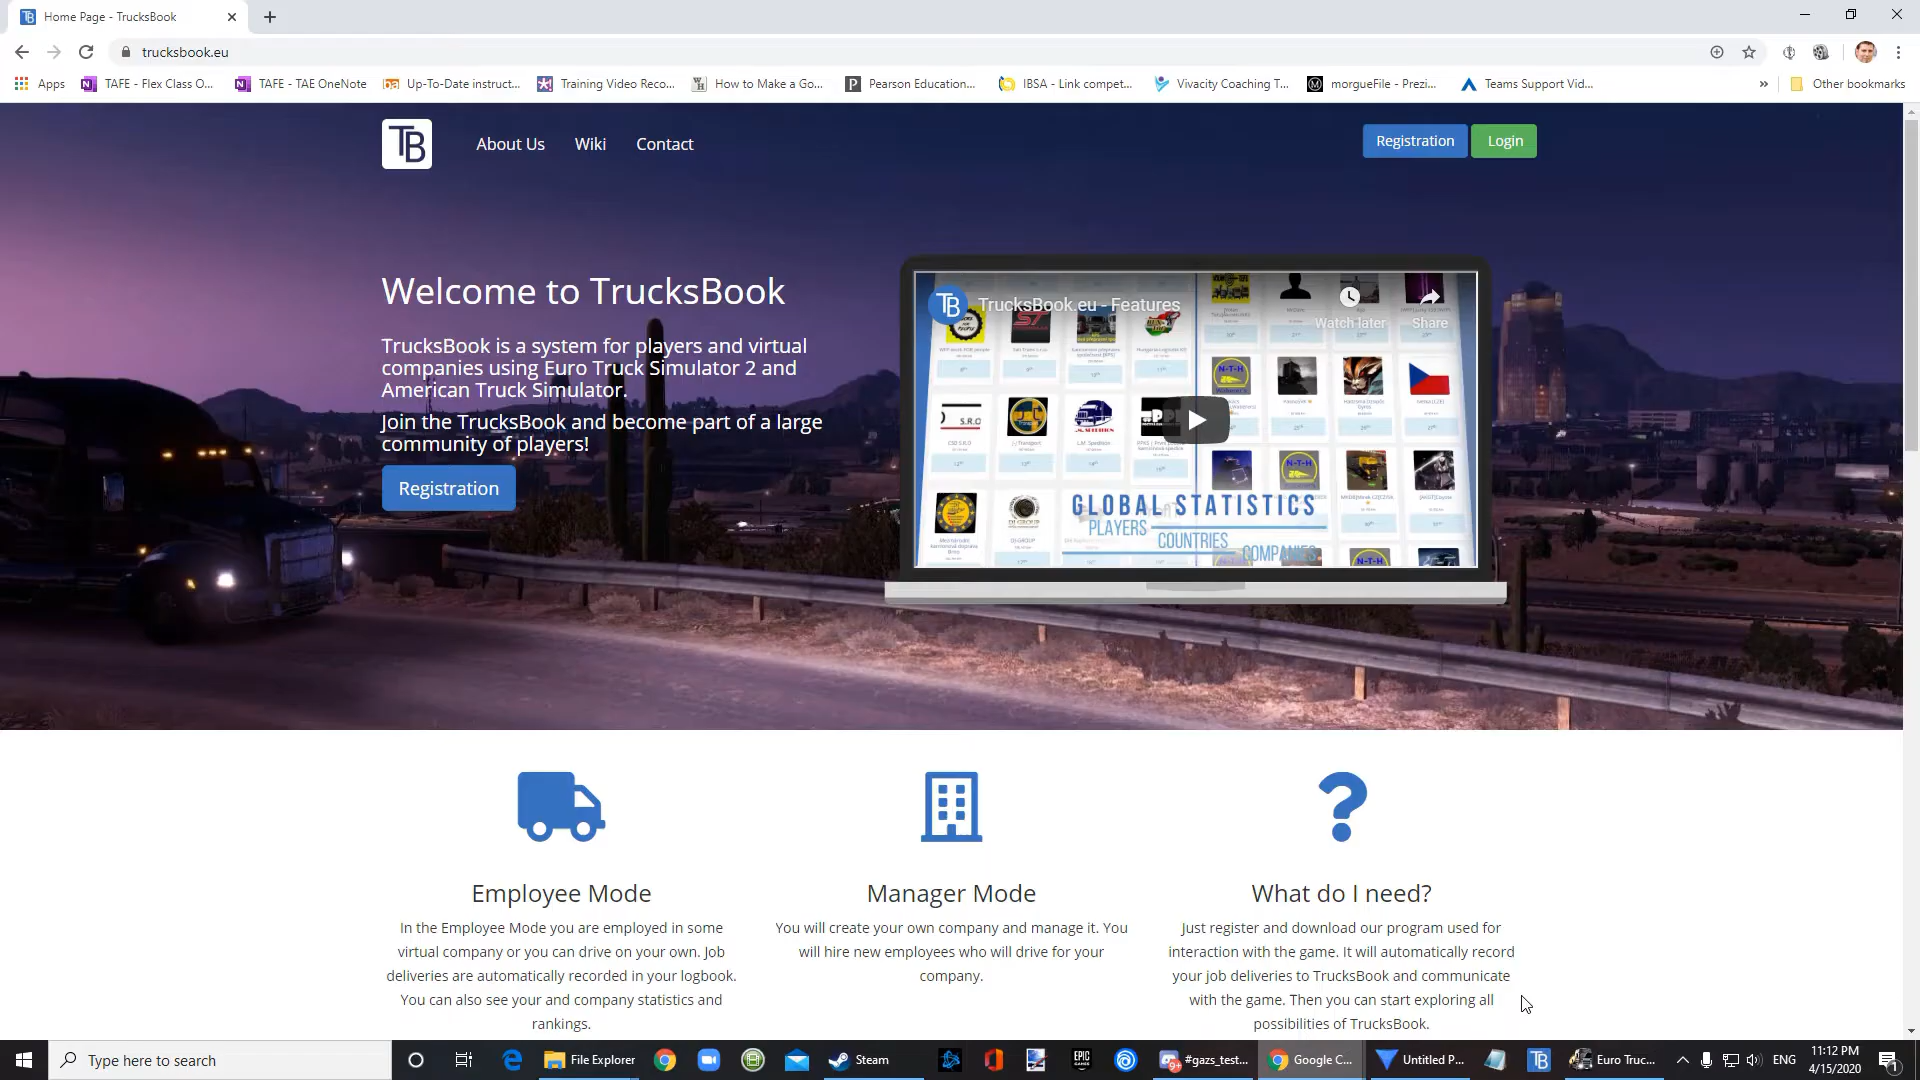 Home Page - TrucksBook
trucksbook.eu
Apps
TAFE - Flex Class O...
TAFE - TAE OneNote
Up-To-Date instruct...
Training Video Reco...
How to Make a Go...
Pearson Education...
IBSA - Link compet...
Vivacity Coaching T...
morgueFile - Prezi...
Teams Support Vid...
»
Other bookmarks
TB
About Us
Wiki
Contact
Registration
Login
Welcome to TrucksBook
TrucksBook is a system for players and virtual
companies using Euro Truck Simulator 2 and
American Truck Simulator.
Join the TrucksBook and become part of a large
community of players!
Registration
TB
TrucksBook.eu - Features
Watch later
Share
GLOBAL STATISTICS
PLAYERS
COUNTRIES
COMPANIES
Employee Mode
In the Employee Mode you are employed in some
virtual company or you can drive on your own. Job
deliveries are automatically recorded in your logbook.
You can also see your and company statistics and
rankings.
Manager Mode
You will create your own company and manage it. You
will hire new employees who will drive for your
company.
What do I need?
Just register and download our program used for
interaction with the game. It will automatically record
your job deliveries to TrucksBook and communicate
with the game. Then you can start exploring all
possibilities of TrucksBook.
Type here to search
File Explorer
Steam
EPIC
GAMES
#gazs_test...
Google C...
Untitled P...
TB
Euro Truc...
ENG
11:12 PM
4/15/2020